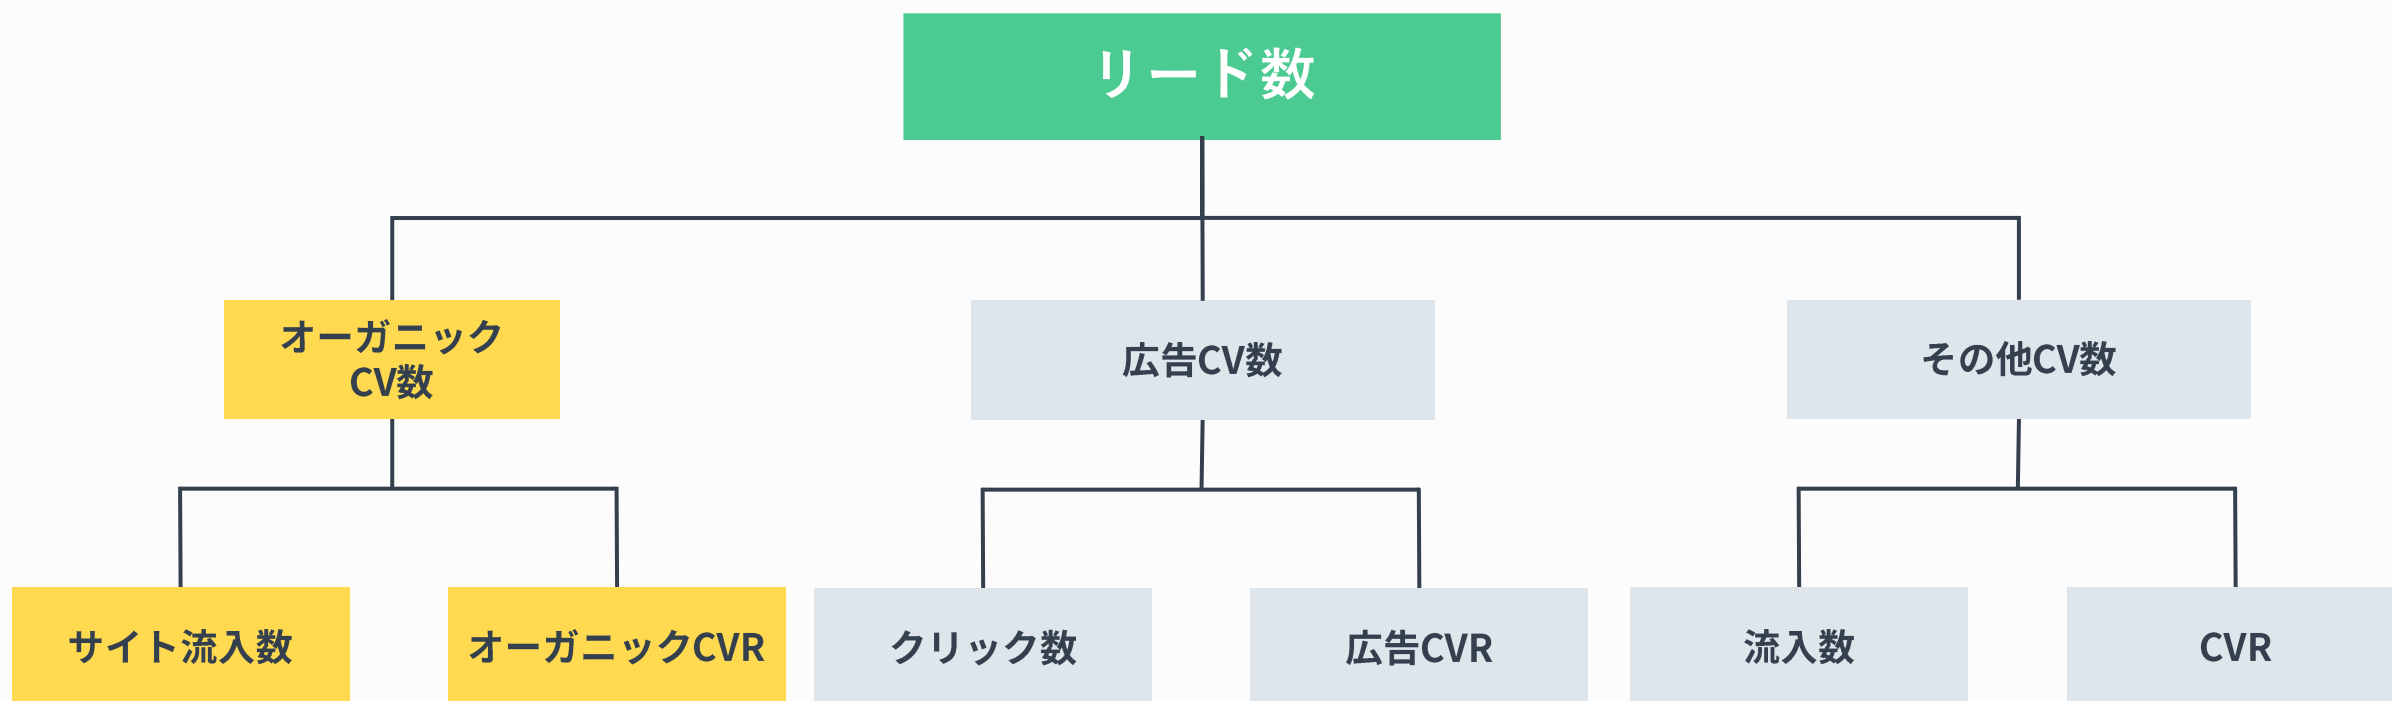 リード数
オーガニック
CV数
広告CV数
その他CV数
サイト流入数
オーガニックCVR
クリック数
広告CVR
流入数
CVR